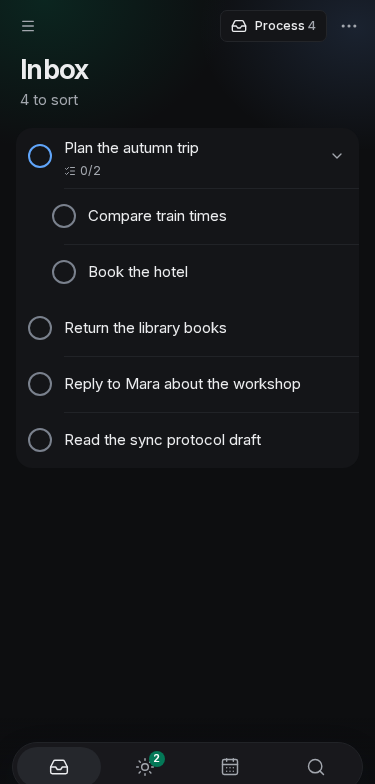 Process 4
Inbox
4 to sort
Plan the autumn trip
0/2
Compare train times
Book the hotel
Return the library books
Reply to Mara about the workshop
Read the sync protocol draft
2